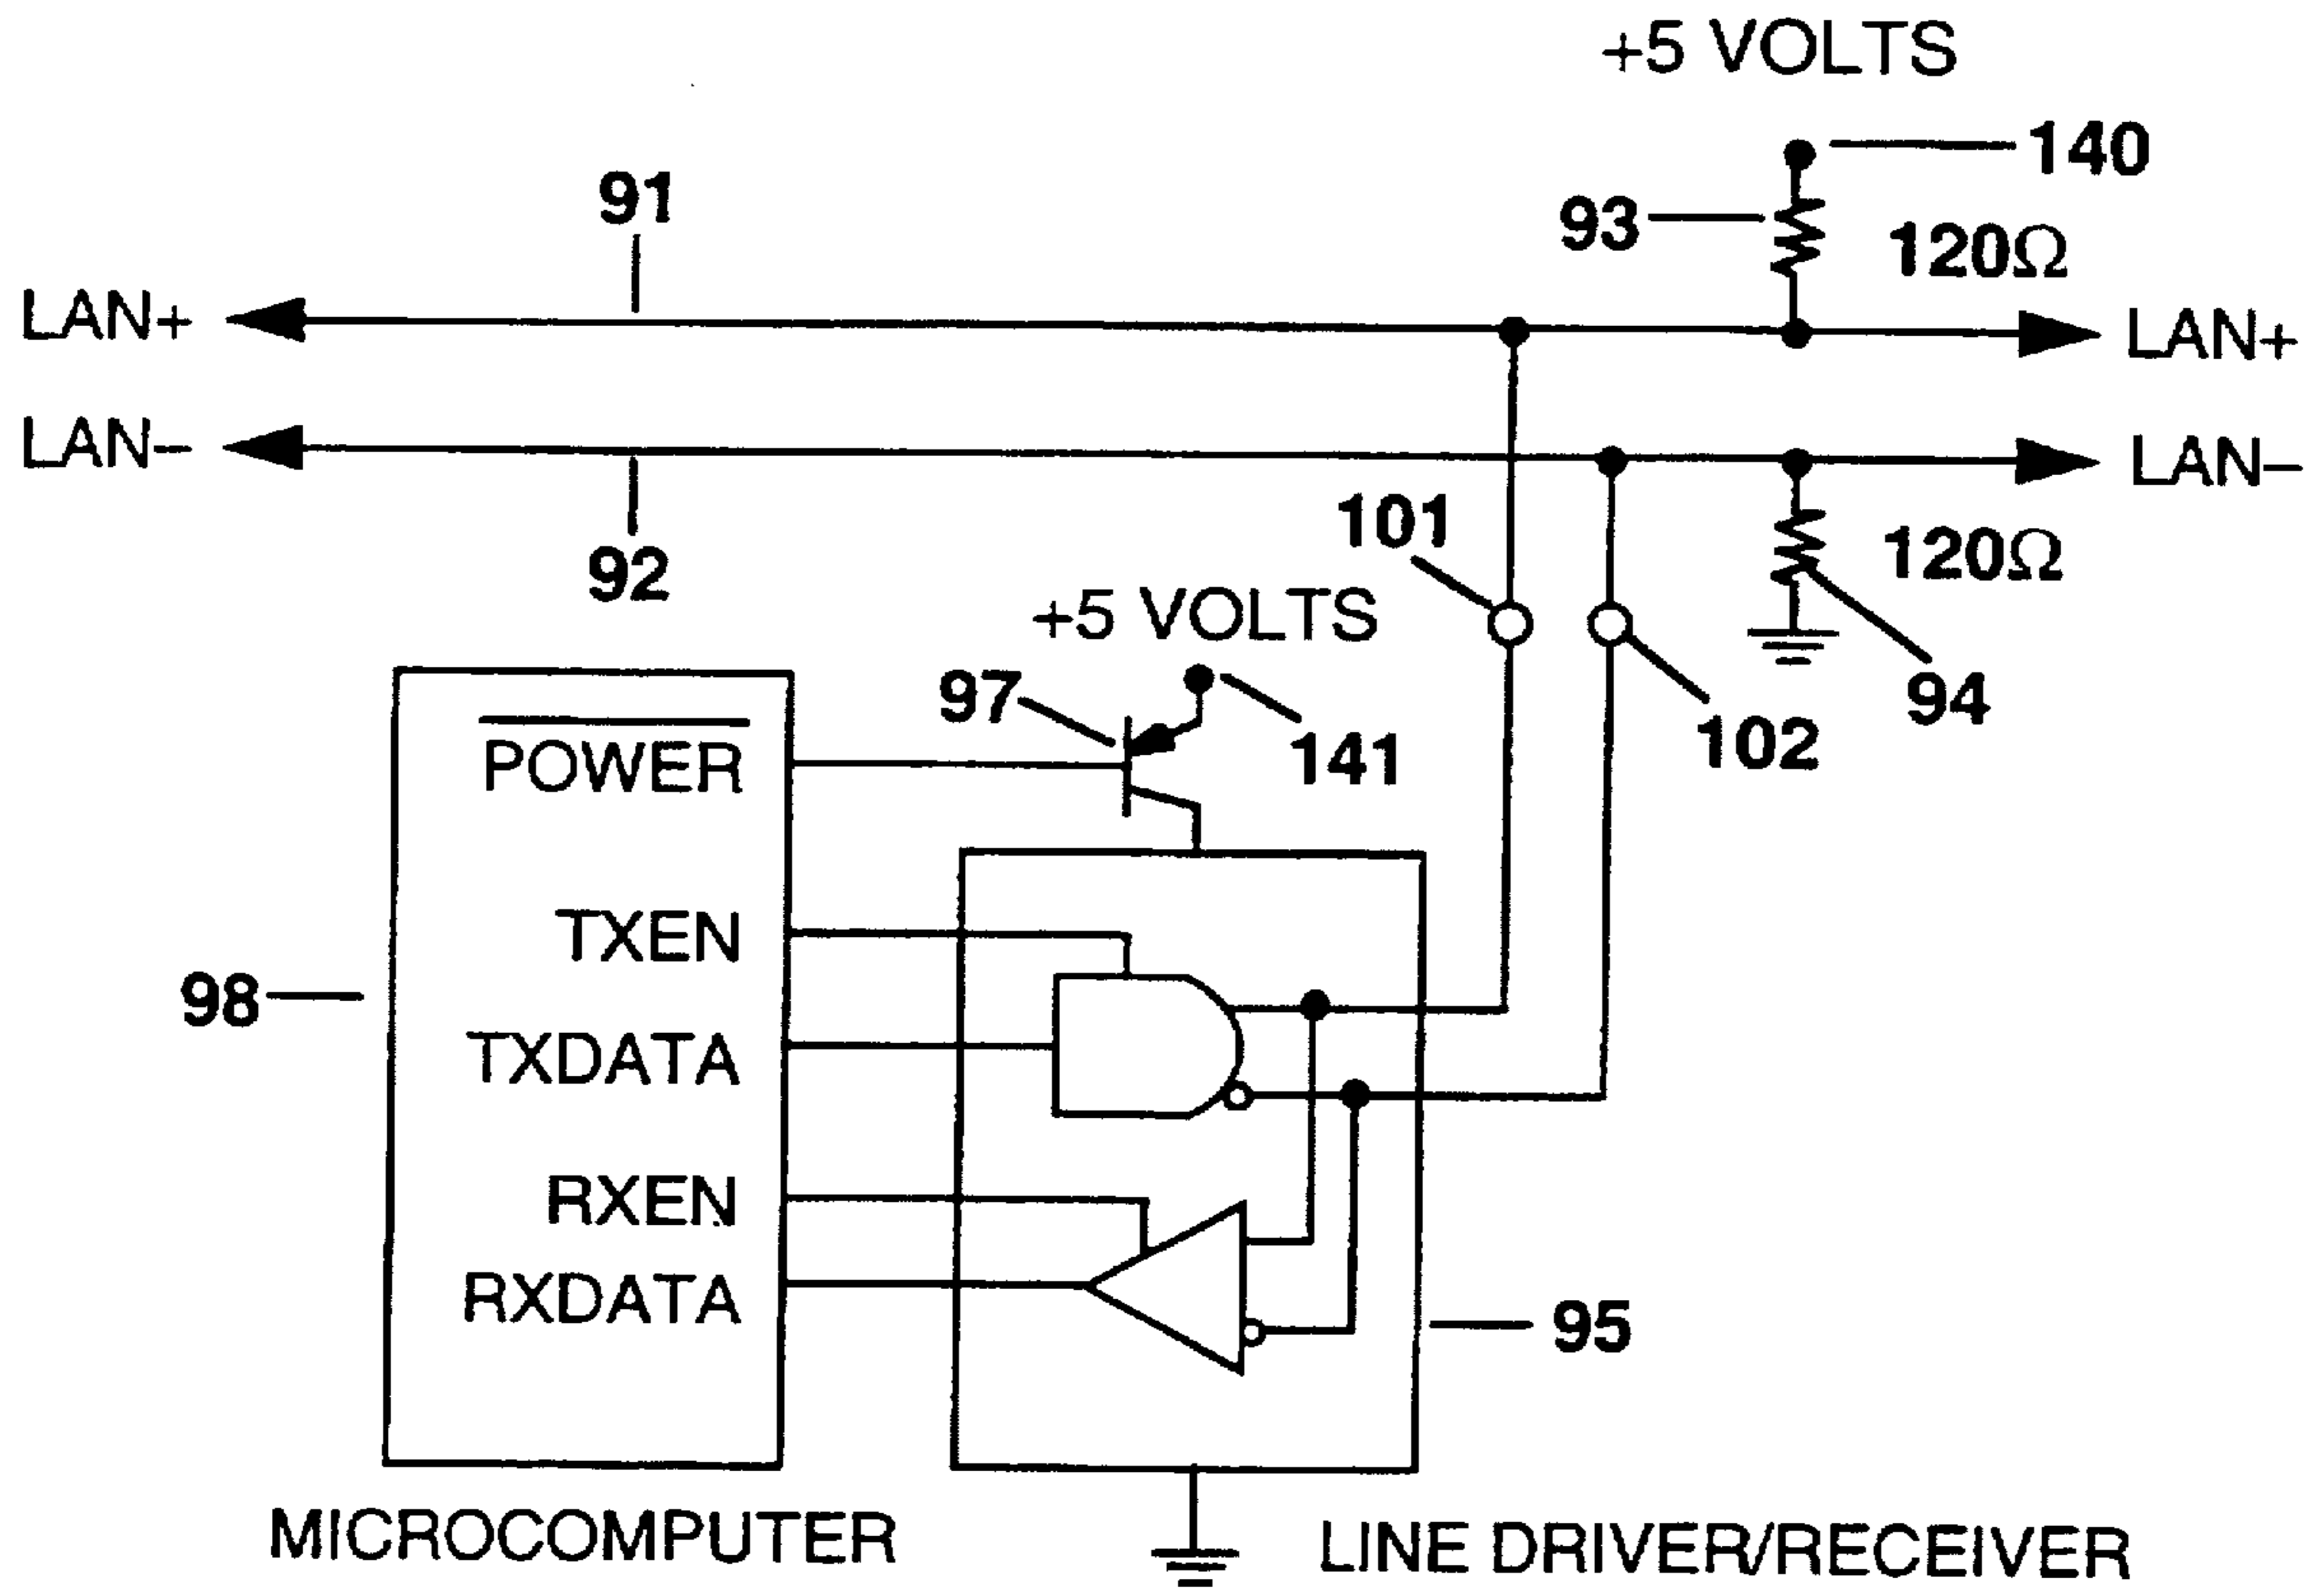 +5 VOLTS
140
91
93
120Ω
LAN+
LAN+
LAN−
LAN−
101
92
120Ω
+5 VOLTS
97
94
102
141
POWER
TXEN
98
TXDATA
RXEN
RXDATA
95
MICROCOMPUTER
LINE DRIVER/RECEIVER